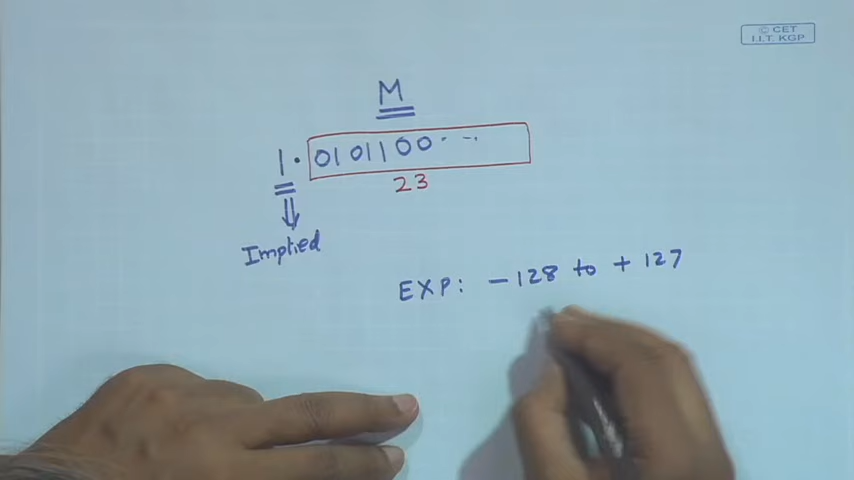 © CET
I.I.T. KGP
M
1 . 0101100 . . .
23
Implied
EXP: - 128 to + 127